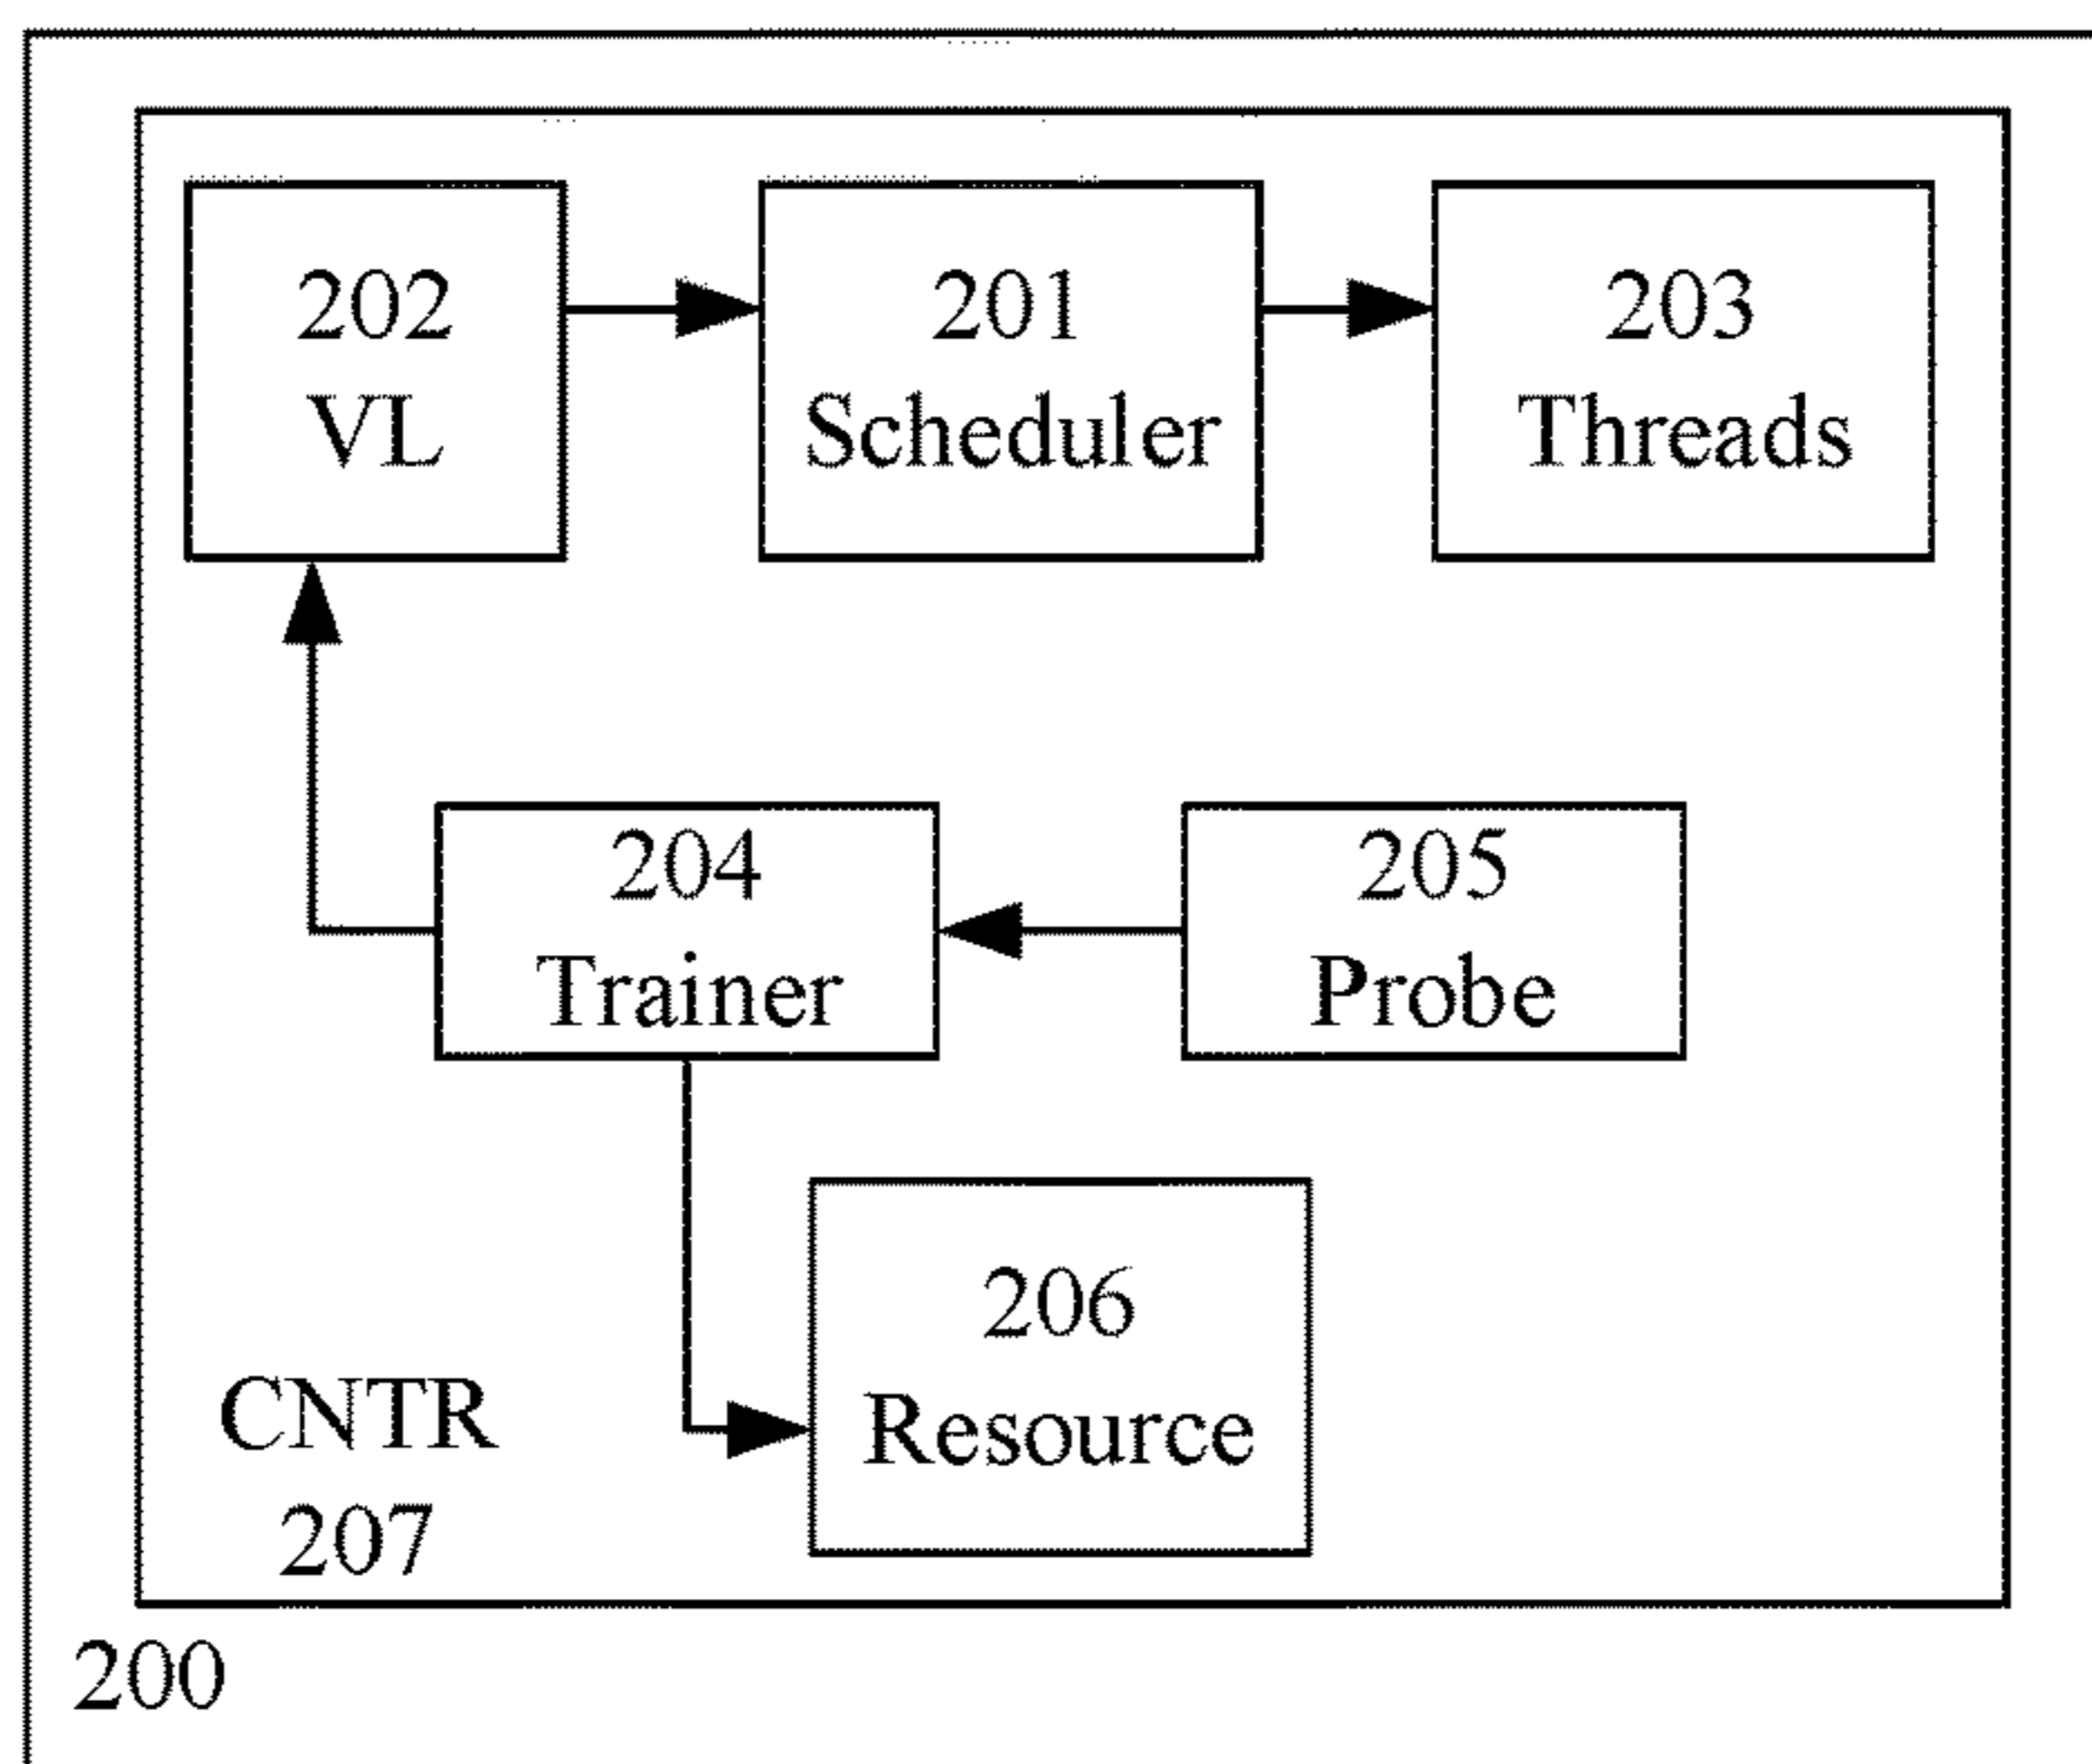 202
VL
201
Scheduler
203
Threads
204
Trainer
205
Probe
206
Resource
CNTR
207
200